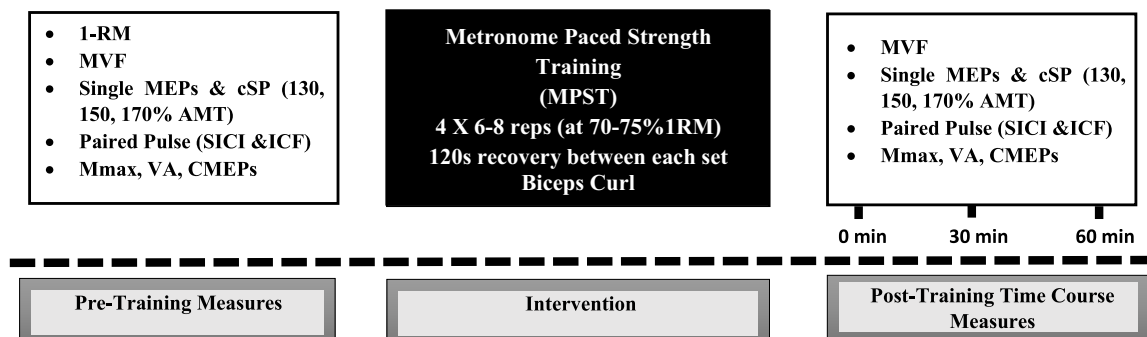 • 1-RM
• MVF
• Single MEPs & cSP (130,
150, 170% AMT)
• Paired Pulse (SICI &ICF)
• Mmax, VA, CMEPs
Metronome Paced Strength
Training
(MPST)
4 X 6-8 reps (at 70-75%1RM)
120s recovery between each set
Biceps Curl
• MVF
• Single MEPs & cSP (130,
150, 170% AMT)
• Paired Pulse (SICI &ICF)
• Mmax, VA, CMEPs
0 min 30 min 60 min
Pre-Training Measures
Intervention
Post-Training Time Course
Measures